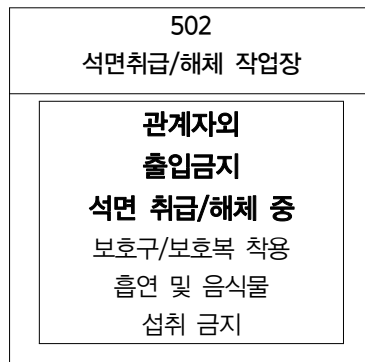 502
석면취급/해체 작업장
관계자외
출입금지
석면 취급/해체 중
보호구/보호복 착용
흡연 및 음식물
섭취 금지